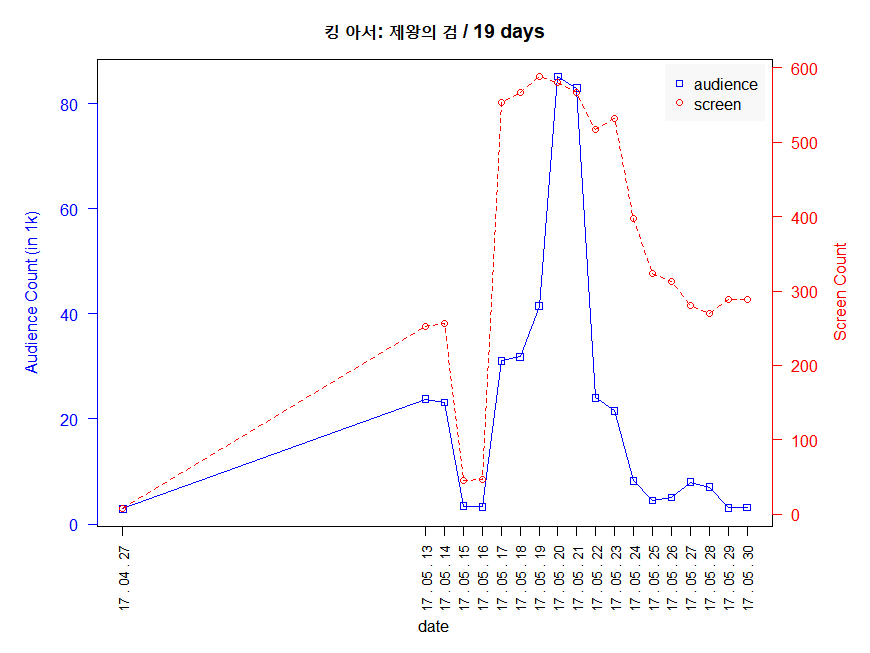 킹 아서: 제왕의 검 / 19 days
audience
screen
Audience Count (in 1k)
80
60
40
20
0
600
500
400
300
200
100
0
Screen Count
17 . 04 . 27
17 . 05 . 13
17 . 05 . 14
17 . 05 . 15
17 . 05 . 16
17 . 05 . 17
17 . 05 . 18
17 . 05 . 19
17 . 05 . 20
17 . 05 . 21
17 . 05 . 22
17 . 05 . 23
17 . 05 . 24
17 . 05 . 25
17 . 05 . 26
17 . 05 . 27
17 . 05 . 28
17 . 05 . 29
17 . 05 . 30
date